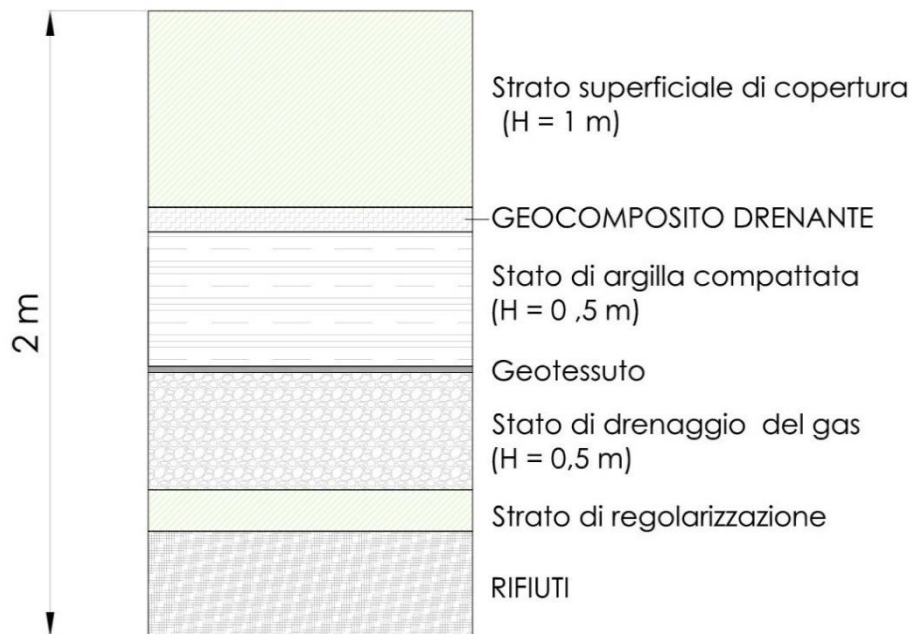 Strato superficiale di copertura
(H = 1 m)
GEOCOMPOSITO DRENANTE
Stato di argilla compattata
(H = 0 ,5 m)
2 m
Geotessuto
Stato di drenaggio del gas
(H = 0,5 m)
Strato di regolarizzazione
RIFIUTI